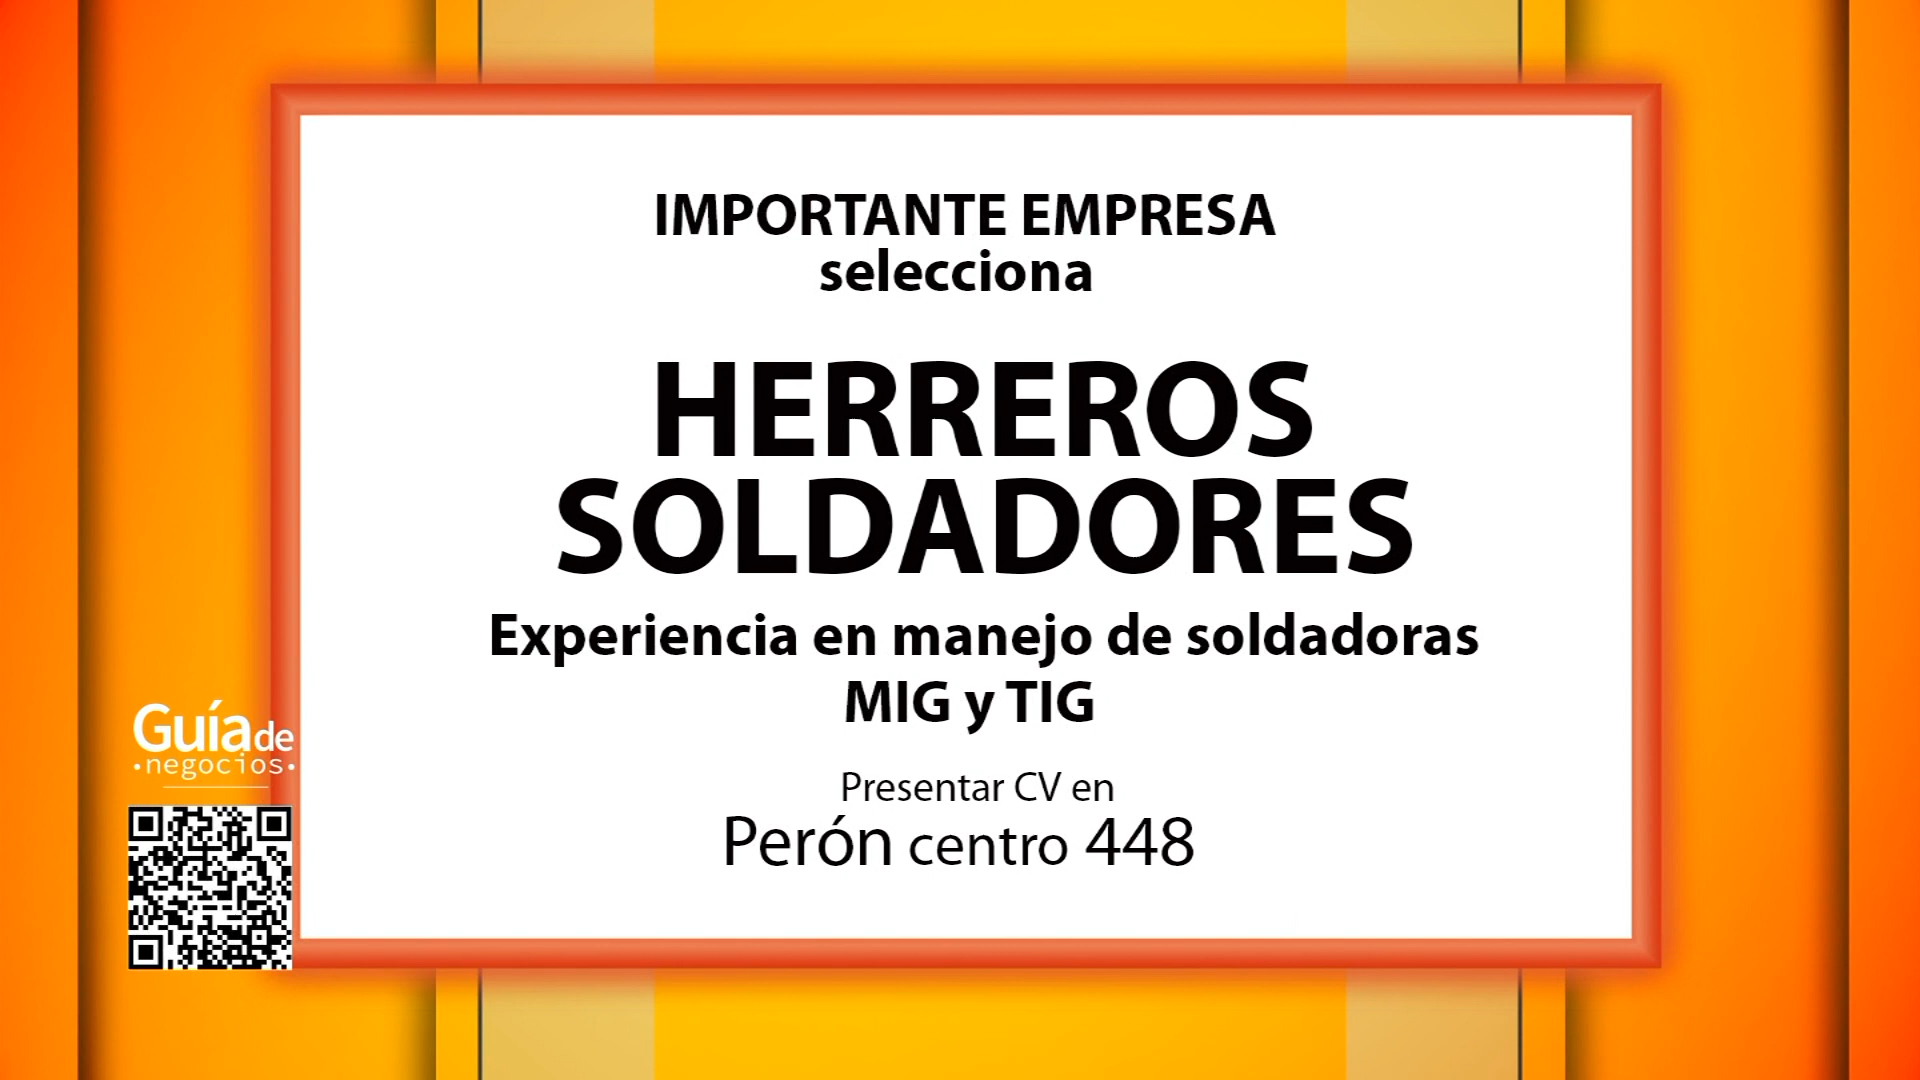 IMPORTANTE EMPRESA
selecciona
HERREROS
SOLDADORES
Experiencia en manejo de soldadoras
MIG y TIG
Presentar CV en
Perón centro 448
Guía de
•negocios•